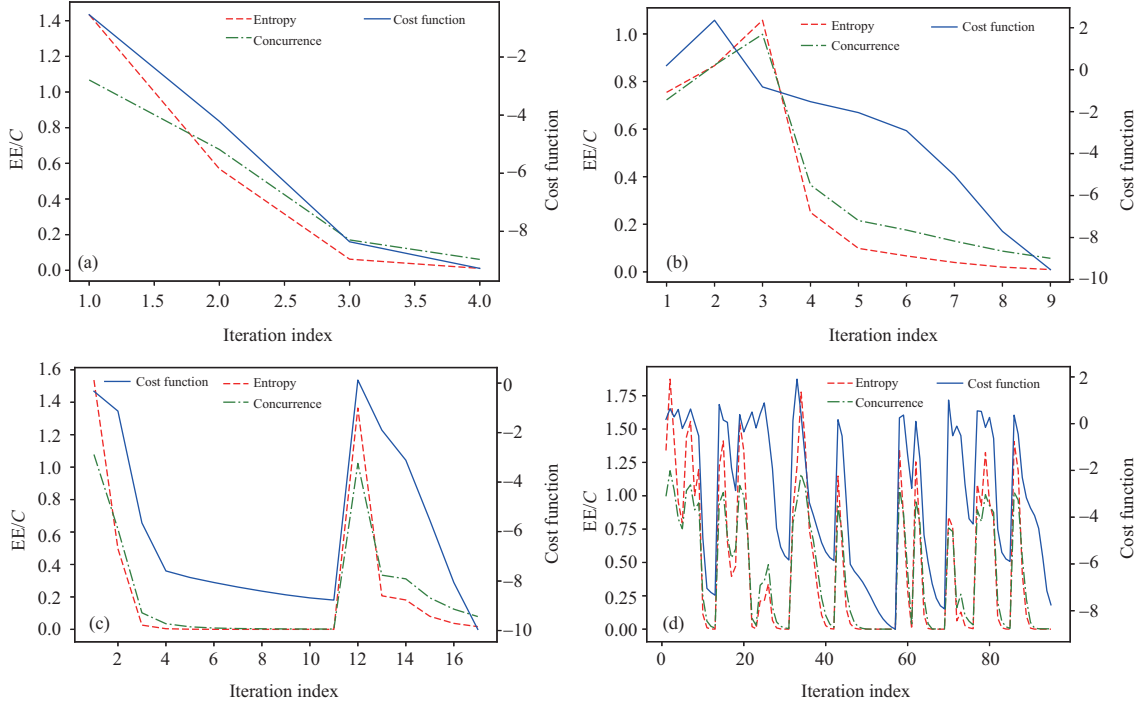 1.4
1.2
1.0
0.8
0.6
0.4
0.2
0.0
EE/C
Entropy
Concurrence
Cost function
−2
−4
−6
−8
Cost function
(a)
1.0 1.5 2.0 2.5 3.0 3.5 4.0
Iteration index
1.0
0.8
0.6
0.4
0.2
0.0
EE/C
Entropy
Concurrence
Cost function
2
0
−2
−4
−6
−8
−10
Cost function
(b)
1 2 3 4 5 6 7 8 9
Iteration index
1.6
1.4
1.2
1.0
0.8
0.6
0.4
0.2
0.0
EE/C
Cost function
Entropy
Concurrence
0
−2
−4
−6
−8
−10
Cost function
(c)
2 4 6 8 10 12 14 16
Iteration index
1.75
1.50
1.25
1.00
0.75
0.50
0.25
0.00
EE/C
Entropy
Concurrence
Cost function
2
0
−2
−4
−6
−8
Cost function
(d)
0 20 40 60 80
Iteration index